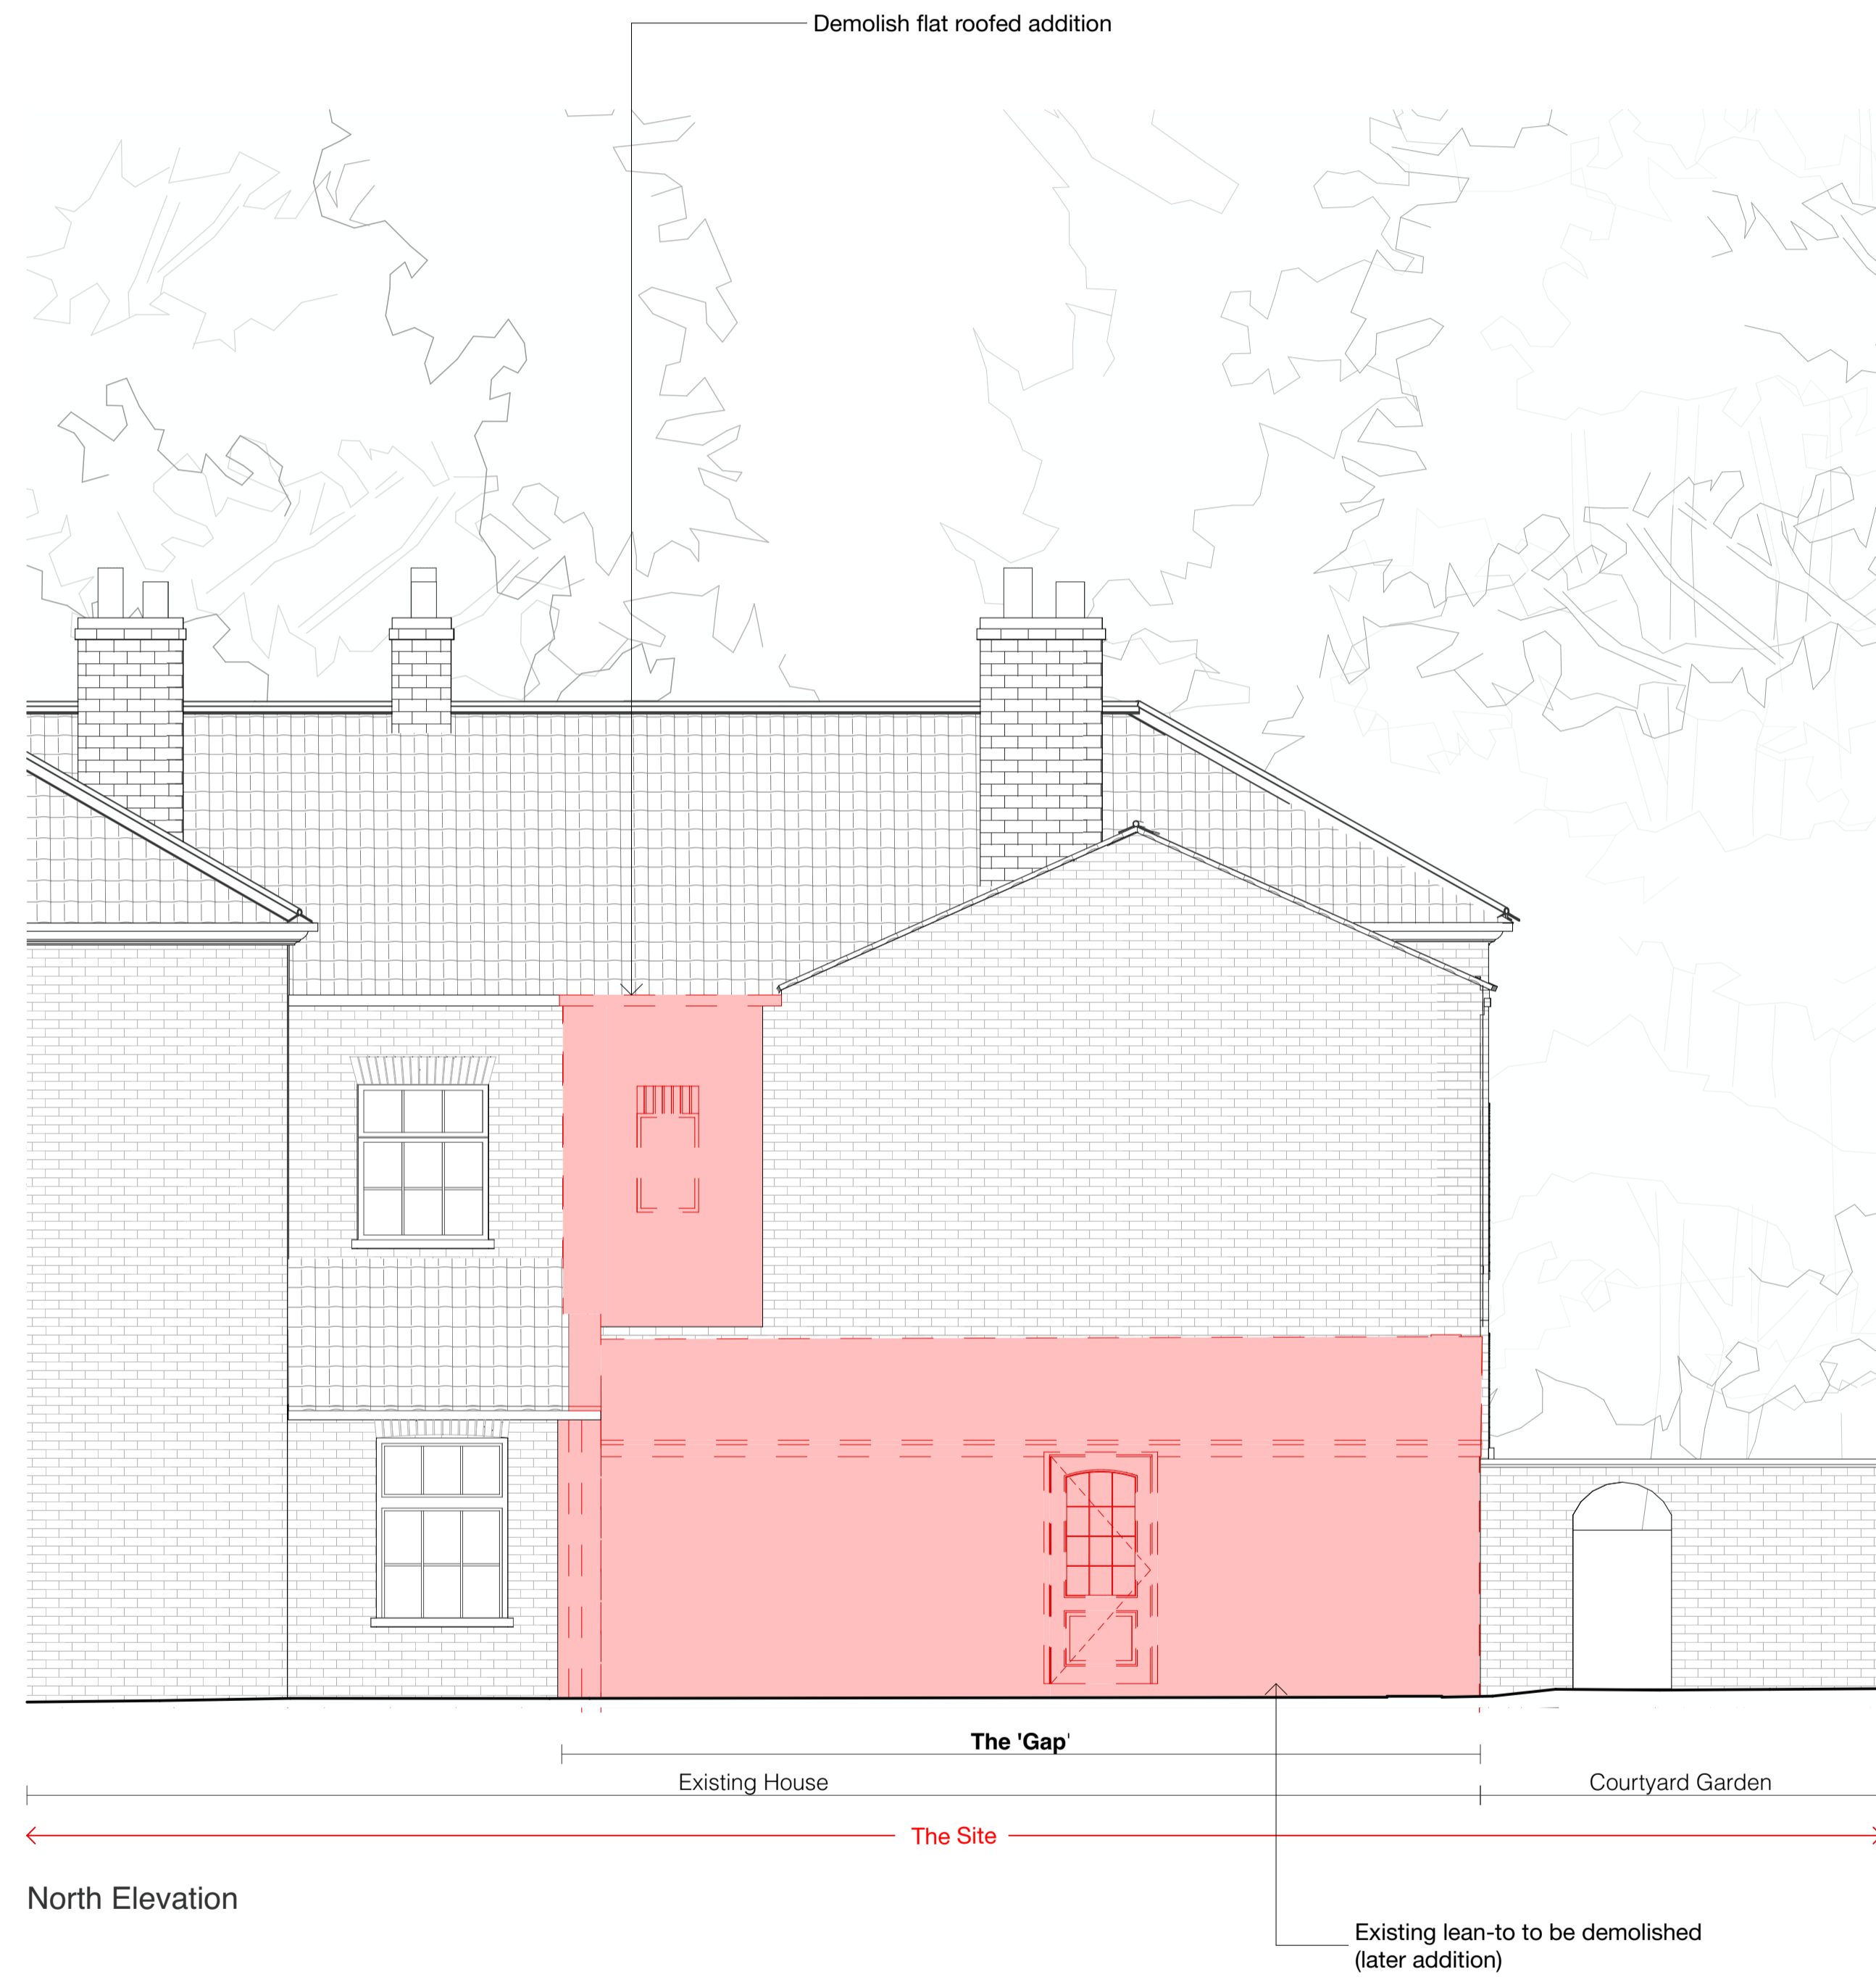 Demolish flat roofed addition
The 'Gap'
Existing House
Courtyard Garden
The Site
North Elevation
Existing lean-to to be demolished
(later addition)